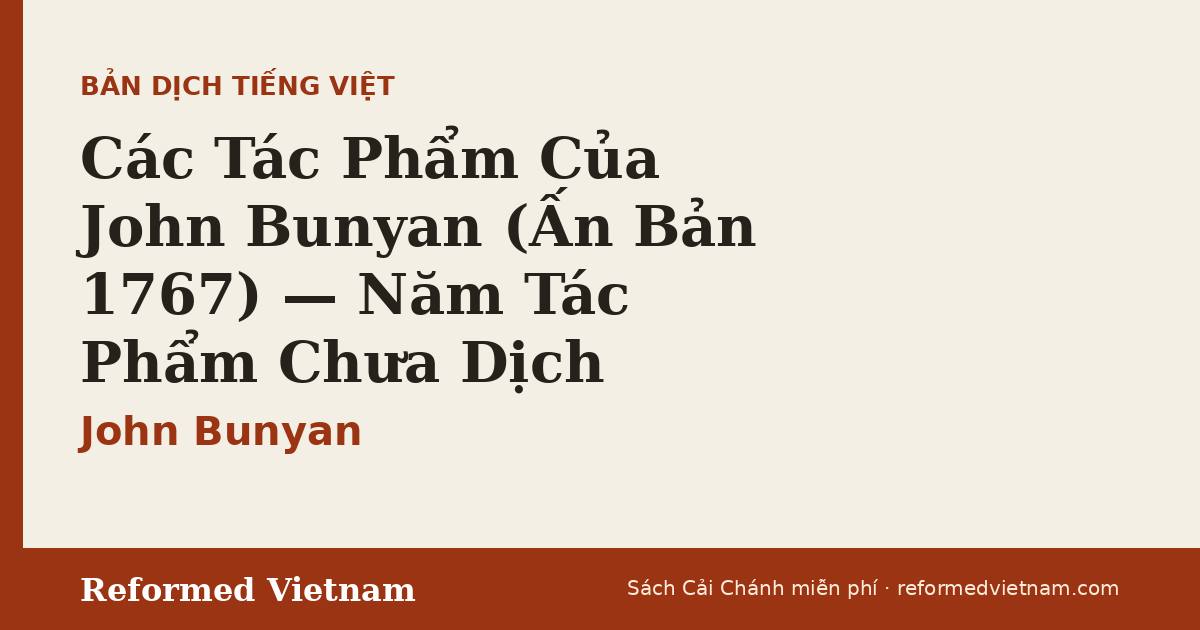 BẢN DỊCH TIẾNG VIỆT
Các Tác Phẩm Của
John Bunyan (Ấn Bản
1767) — Năm Tác
Phẩm Chưa Dịch
John Bunyan
Reformed Vietnam
Sách Cải Chánh miễn phí · reformedvietnam.com